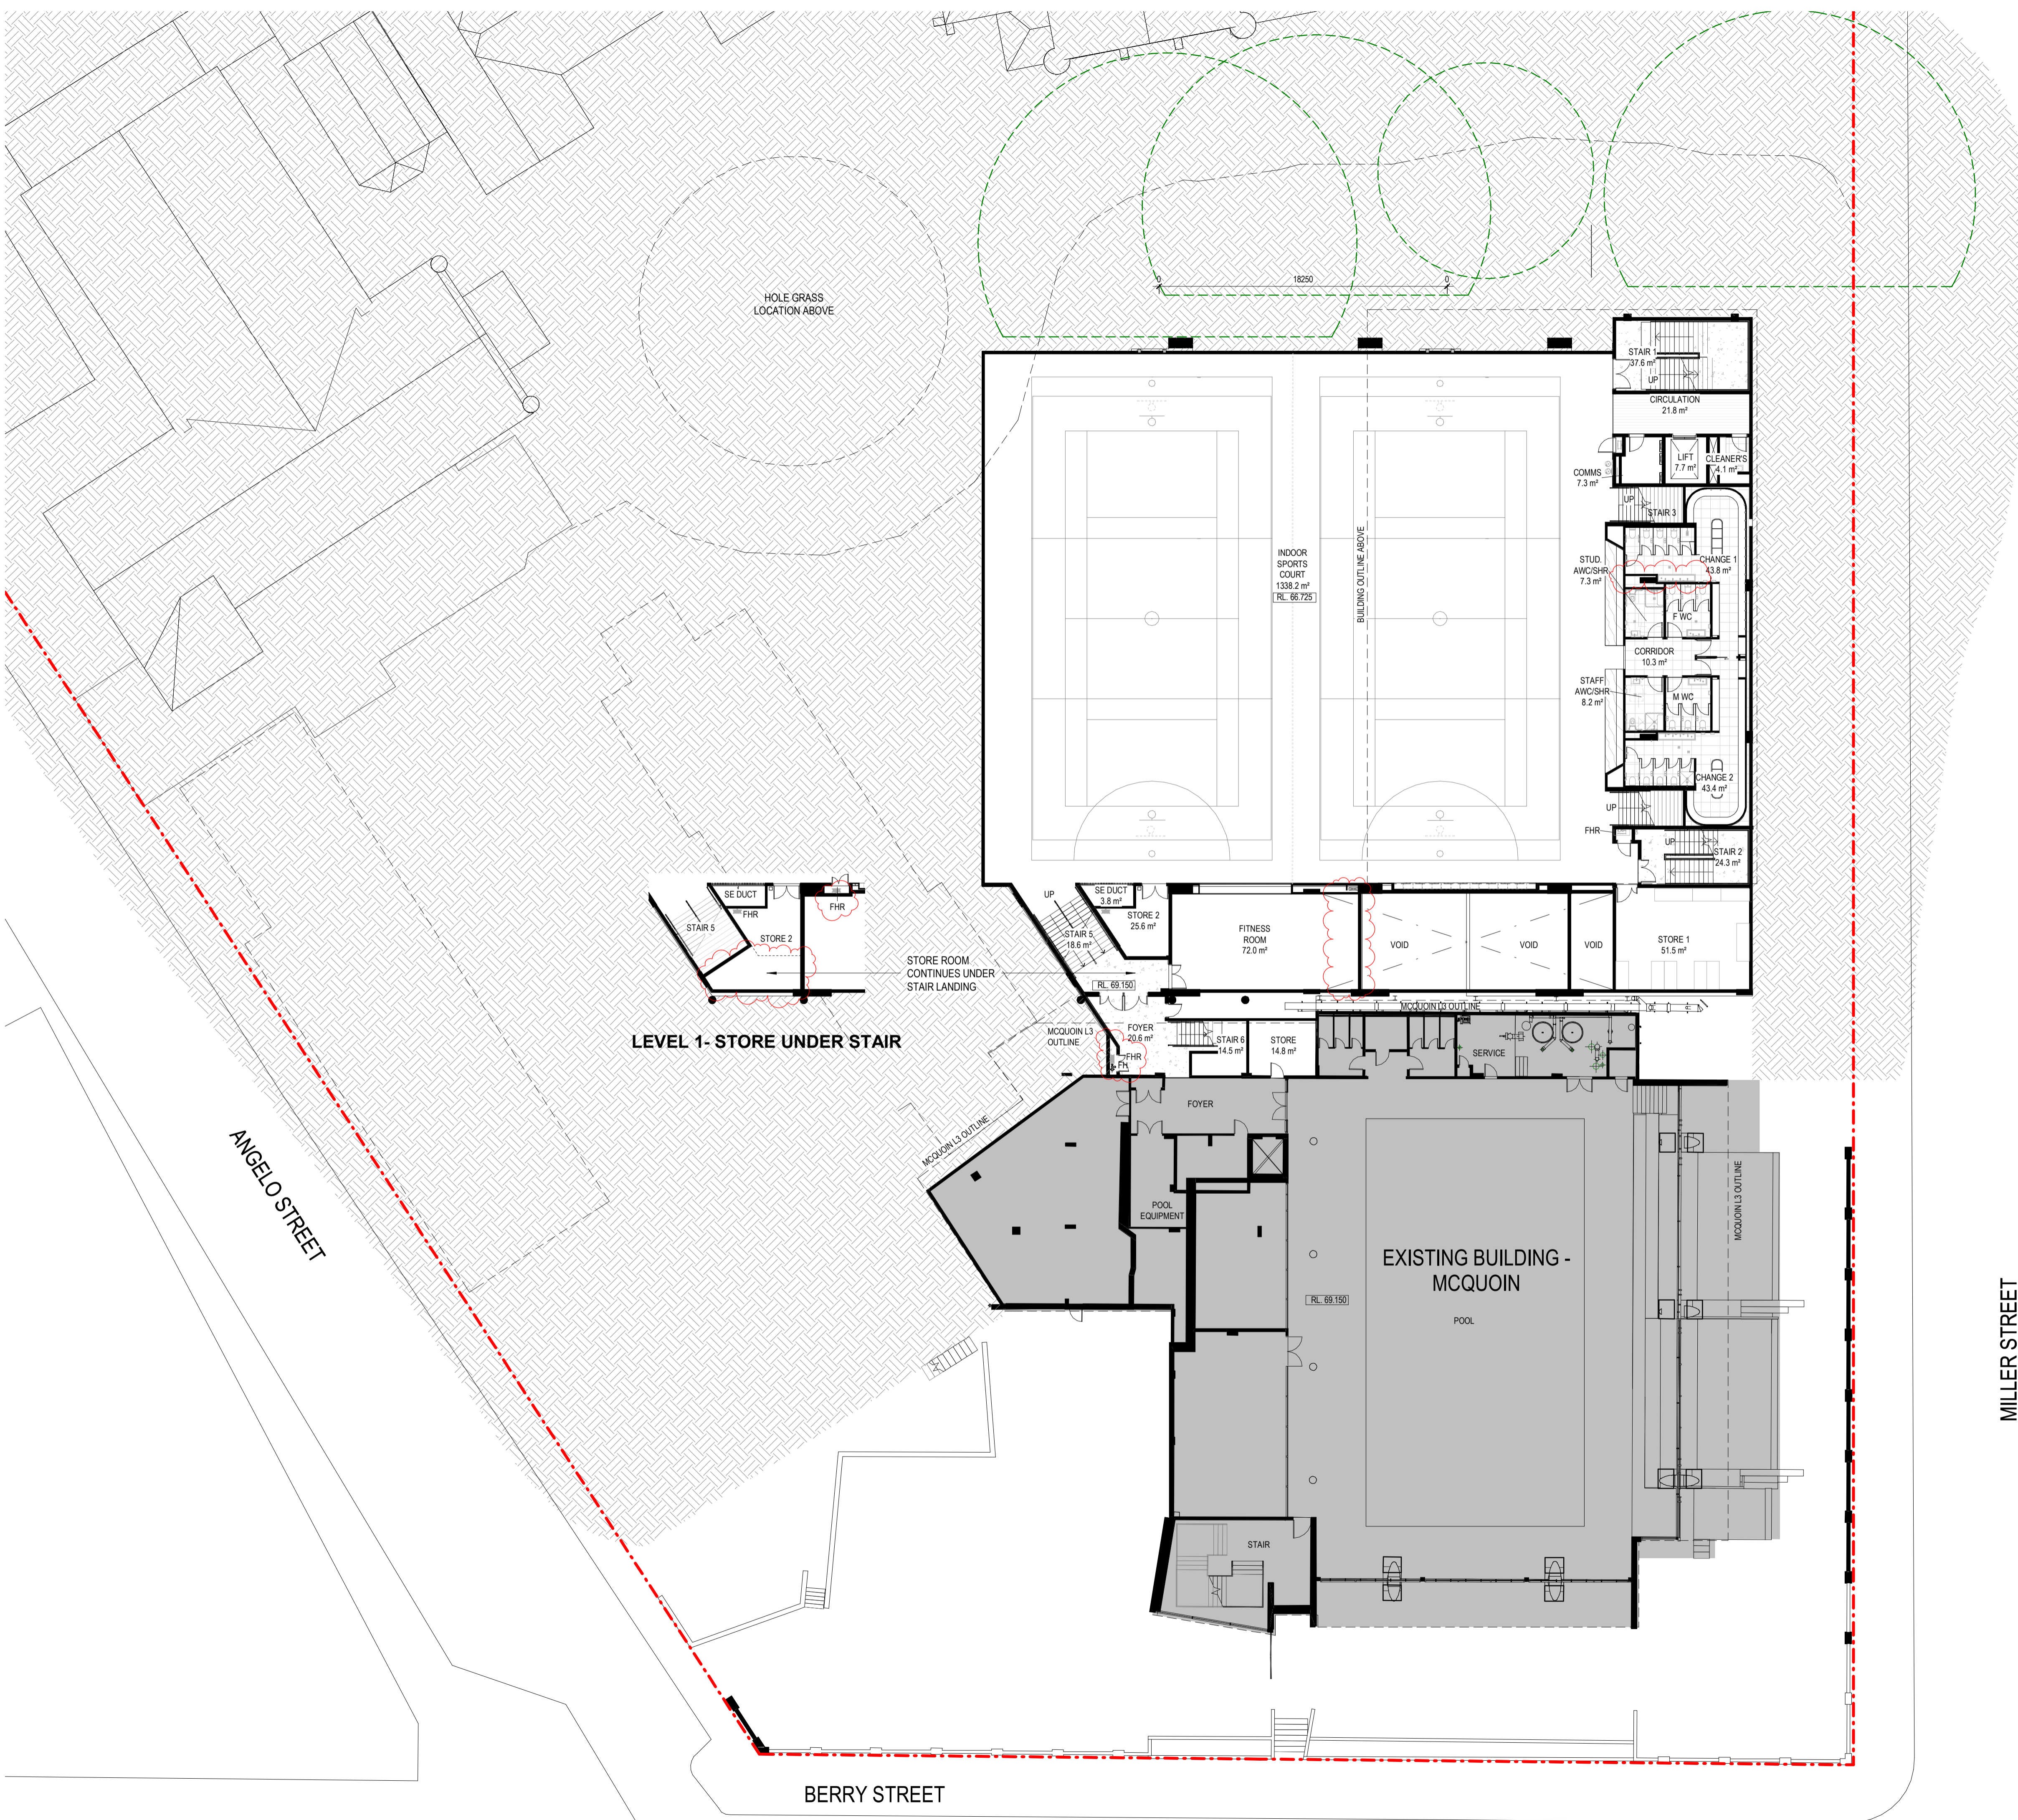 HOLE GRASS
LOCATION ABOVE
0
18250
0
STAIR 1
37.6 m²
UP
CIRCULATION
21.8 m²
LIFT
7.7 m²
CLEANER'S
4.1 m²
COMMS
7.3 m²
UP
STAIR 3
BUILDING OUTLINE ABOVE
INDOOR
SPORTS
COURT
1338.2 m²
RL. 66.725
STUD.
AWC/SHR
7.3 m²
CHANGE 1
43.8 m²
F WC
CORRIDOR
10.3 m²
STAFF
AWC/SHR
8.2 m²
M WC
CHANGE 2
43.4 m²
UP
FHR
UP
STAIR 2
24.3 m²
SE DUCT
FHR
STAIR 5
STORE 2
FHR
UP
SE DUCT
3.8 m²
STORE 2
25.6 m²
STAIR 5
18.6 m²
FITNESS
ROOM
72.0 m²
VOID
VOID
VOID
STORE 1
51.5 m²
STORE ROOM
CONTINUES UNDER
STAIR LANDING
RL. 69.150
LEVEL 1- STORE UNDER STAIR
MCQUOIN L3 OUTLINE
MCQUOIN L3
OUTLINE
FOYER
20.6 m²
FHR
FH
STAIR 6
14.5 m²
STORE
14.8 m²
SERVICE
FOYER
MCQUOIN L3 OUTLINE
POOL
EQUIPMENT
MCQUOIN L3 OUTLINE
ANGELO STREET
EXISTING BUILDING -
MCQUOIN
RL. 69.150
POOL
MILLER STREET
STAIR
BERRY STREET